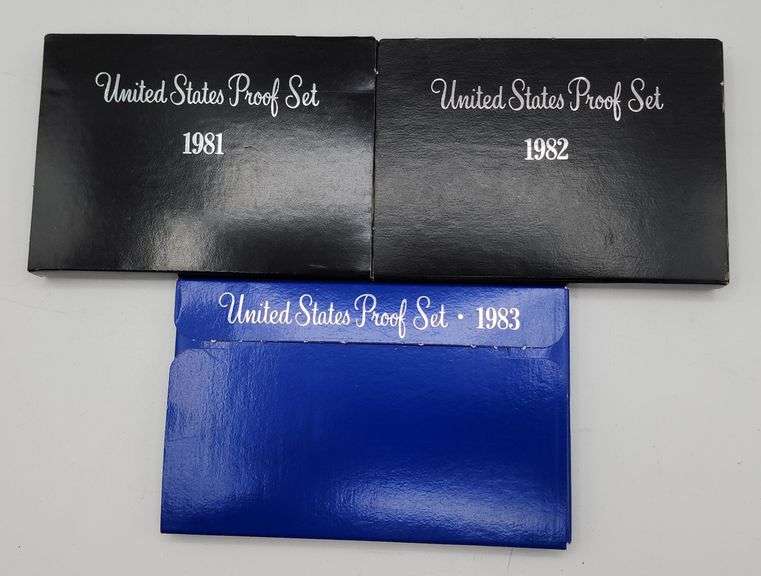 United States Proof Set
1981
United States Proof Set
1982
United States Proof Set · 1983